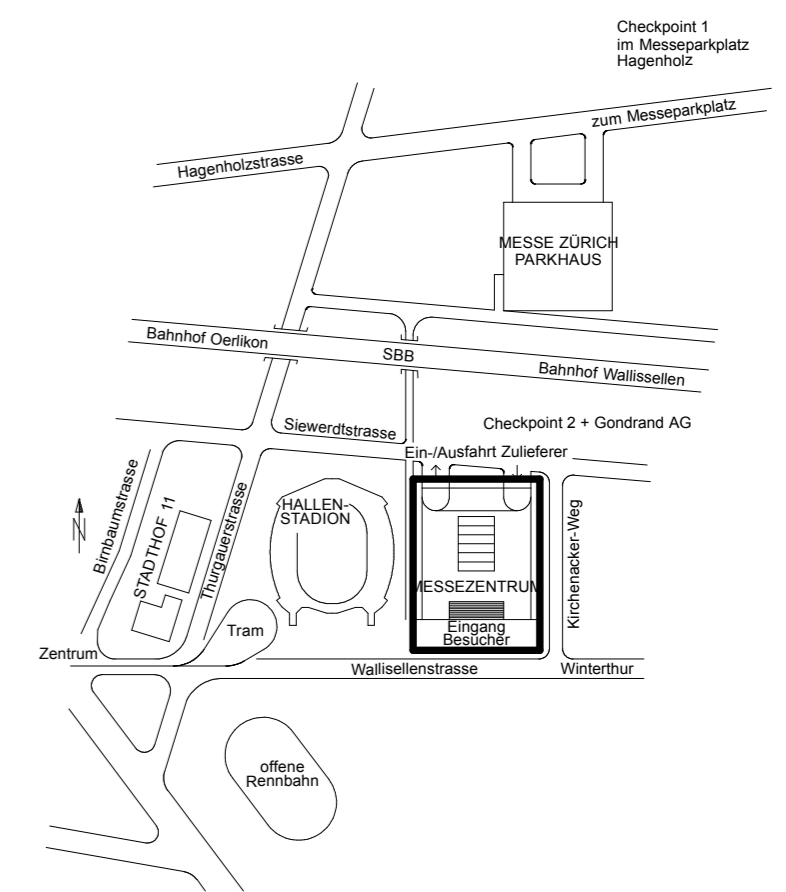 Checkpoint 1
im Messeparkplatz
Hagenholz
zum Messeparkplatz
Hagenholzstrasse
MESSE ZÜRICH
PARKHAUS
Bahnhof Oerlikon
SBB
Bahnhof Wallissellen
Siewerdtstrasse
Checkpoint 2 + Gondrand AG
Ein-/Ausfahrt Zulieferer
Birnbaumstrasse
STADTHOF 11
Thurgauerstrasse
HALLEN-
STADION
N
MESSEZENTRUM
Kirchenacker-Weg
Eingang
Besucher
Tram
Zentrum
Wallisellenstrasse
Winterthur
offene
Rennbahn